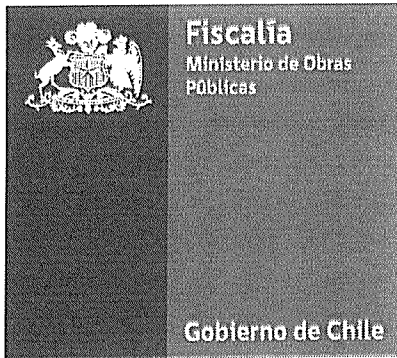 Fiscalía
Ministerio de Obras
Públicas
Gobierno de Chile